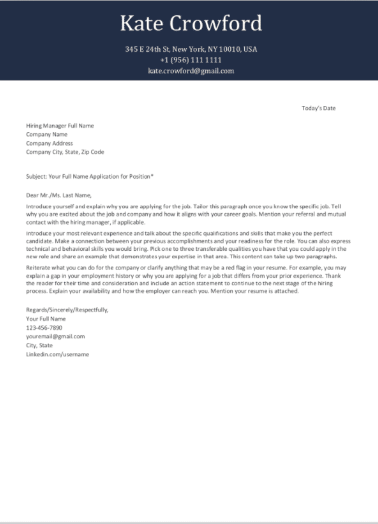 Kate Crowford
345 E 24th St, New York, NY 10010, USA
+1 (956) 111 1111
kate.crowford@gmail.com
Today's Date
Hiring Manager Full Name
Company Name
Company Address
Company City, State, Zip Code
Subject: Your Full Name Application for Position*
Dear Mr./Ms. Last Name,
Introduce yourself and explain why you are applying for the job. Tailor this paragraph once you know the specific job. Tell
why you are excited about the job and company and how it aligns with your career goals. Mention your referral and mutual
contact with the hiring manager, if applicable.
Introduce your most relevant experience and talk about the specific qualifications and skills that make you the perfect
candidate. Make a connection between your previous accomplishments and your readiness for the role. You can also express
technical and behavioral skills you would bring. Pick one to three transferable qualities you have that you could apply in the
new role and share an example that demonstrates your expertise in that area. This content can take up two paragraphs.
Reiterate what you can do for the company or clarify anything that may be a red flag in your resume. For example, you may
explain a gap in your employment history or why you are applying for a job that differs from your prior experience. Thank
the reader for their time and consideration and include an action statement to continue to the next stage of the hiring
process. Explain your availability and how the employer can reach you. Mention your resume is attached.
Regards/Sincerely/Respectfully,
Your Full Name
123-456-7890
youremail@gmail.com
City, State
Linkedin.com/username